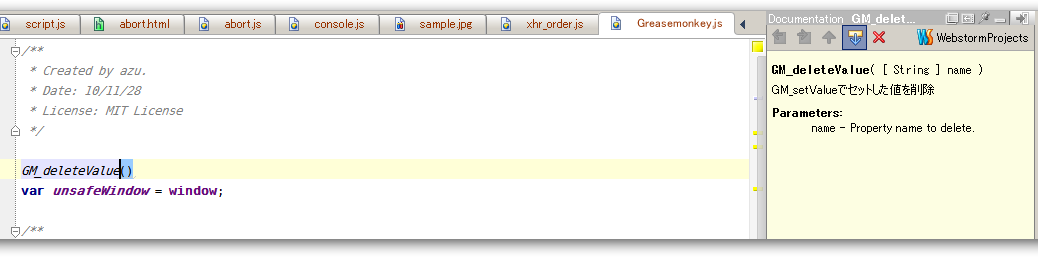 script.js abort.html abort.js console.js sample.jpg xhr_order.js Greasemonkey.js
/**
* Created by azu.
* Date: 10/11/28
* License: MIT License
*/
GM_deleteValue()
var unsafeWindow = window;
/**
Documentation GM_delet...
WebstormProjects
GM_deleteValue( [ String ] name )
GM_setValueでセットした値を削除
Parameters:
name - Property name to delete.